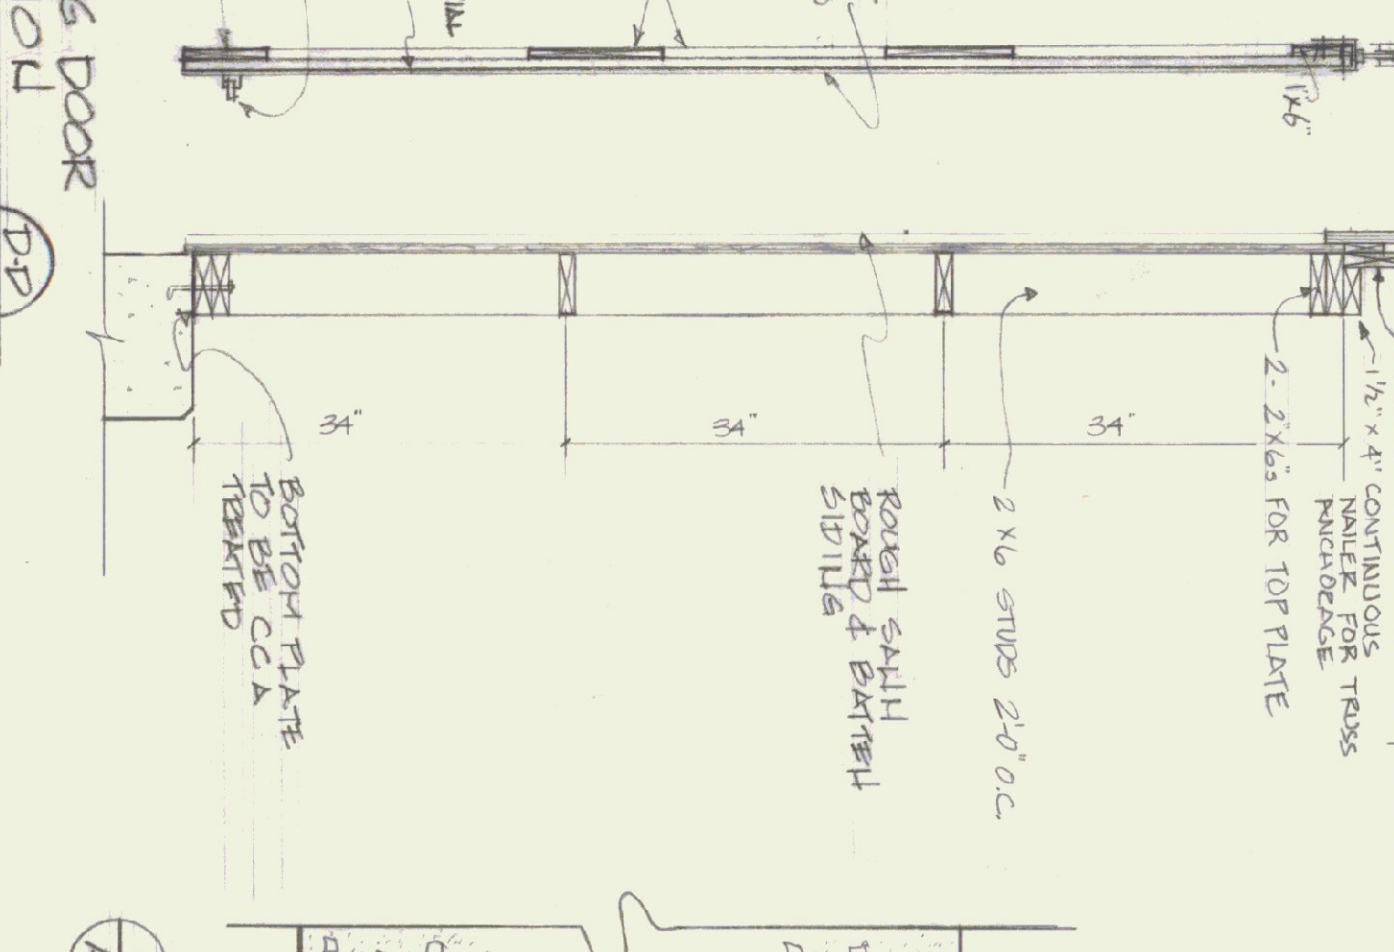 G DOOR
D-D
1"x6"
1½" x 4" CONTINUOUS
NAILER FOR TRUSS
ANCHORAGE
2 - 2"x6"s FOR TOP PLATE
2 x 6 STUDS 2'-0" O.C.
ROUGH SAWN
BOARD & BATTEN
SIDING
BOTTOM PLATE
TO BE CCA
TREATED
34"
34"
34"